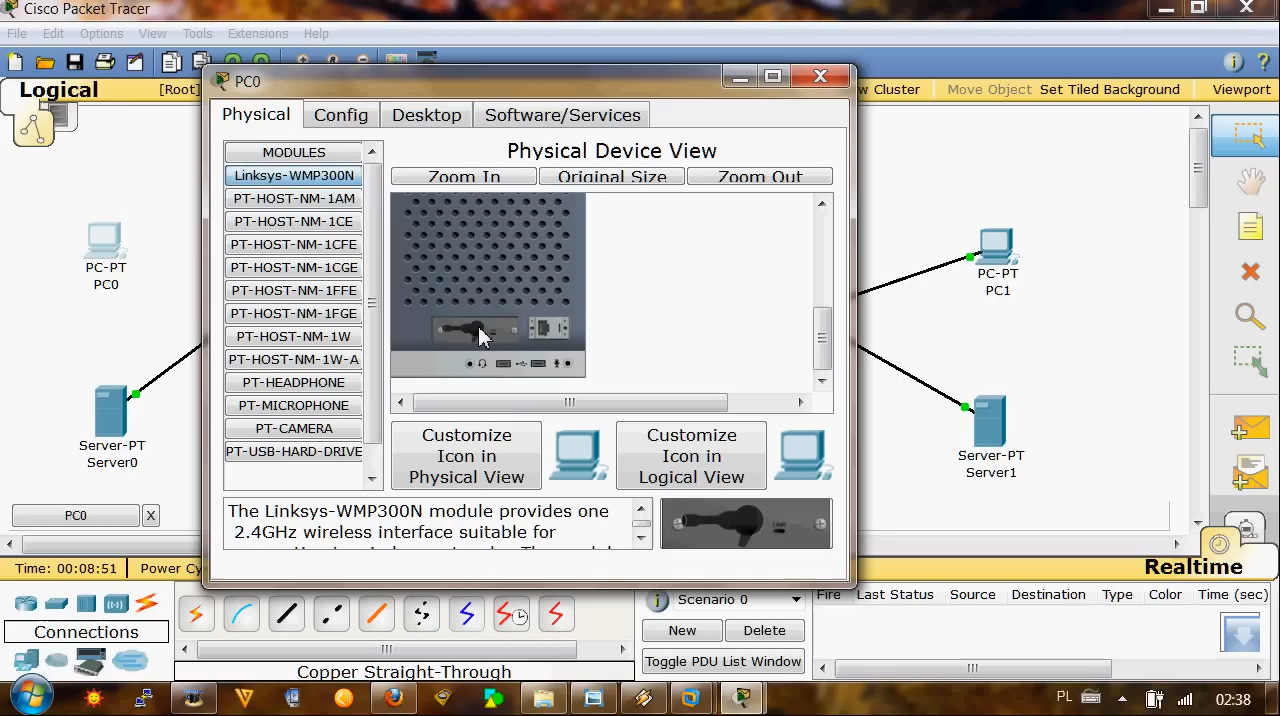 Cisco Packet Tracer
File Edit Options View Tools Extensions Help
Logical
[Root]
Cluster
Move Object
Set Tiled Background
Viewport
PC0
Physical
Config
Desktop
Software/Services
MODULES
Linksys-WMP300N
PT-HOST-NM-1AM
PT-HOST-NM-1CE
PT-HOST-NM-1CFE
PT-HOST-NM-1CGE
PT-HOST-NM-1FFE
PT-HOST-NM-1FGE
PT-HOST-NM-1W
PT-HOST-NM-1W-A
PT-HEADPHONE
PT-MICROPHONE
PT-CAMERA
PT-USB-HARD-DRIVE
Physical Device View
Zoom In
Original Size
Zoom Out
Customize
Icon in
Physical View
Customize
Icon in
Logical View
The Linksys-WMP300N module provides one
2.4GHz wireless interface suitable for
LINK
PC-PT
PC0
Server-PT
Server0
PC-PT
PC1
Server-PT
Server1
PC0
X
Time: 00:08:51
Power Cy
Realtime
Connections
Copper Straight-Through
Scenario 0
New
Delete
Toggle PDU List Window
Fire Last Status Source Destination Type Color Time (sec)
PL
02:38